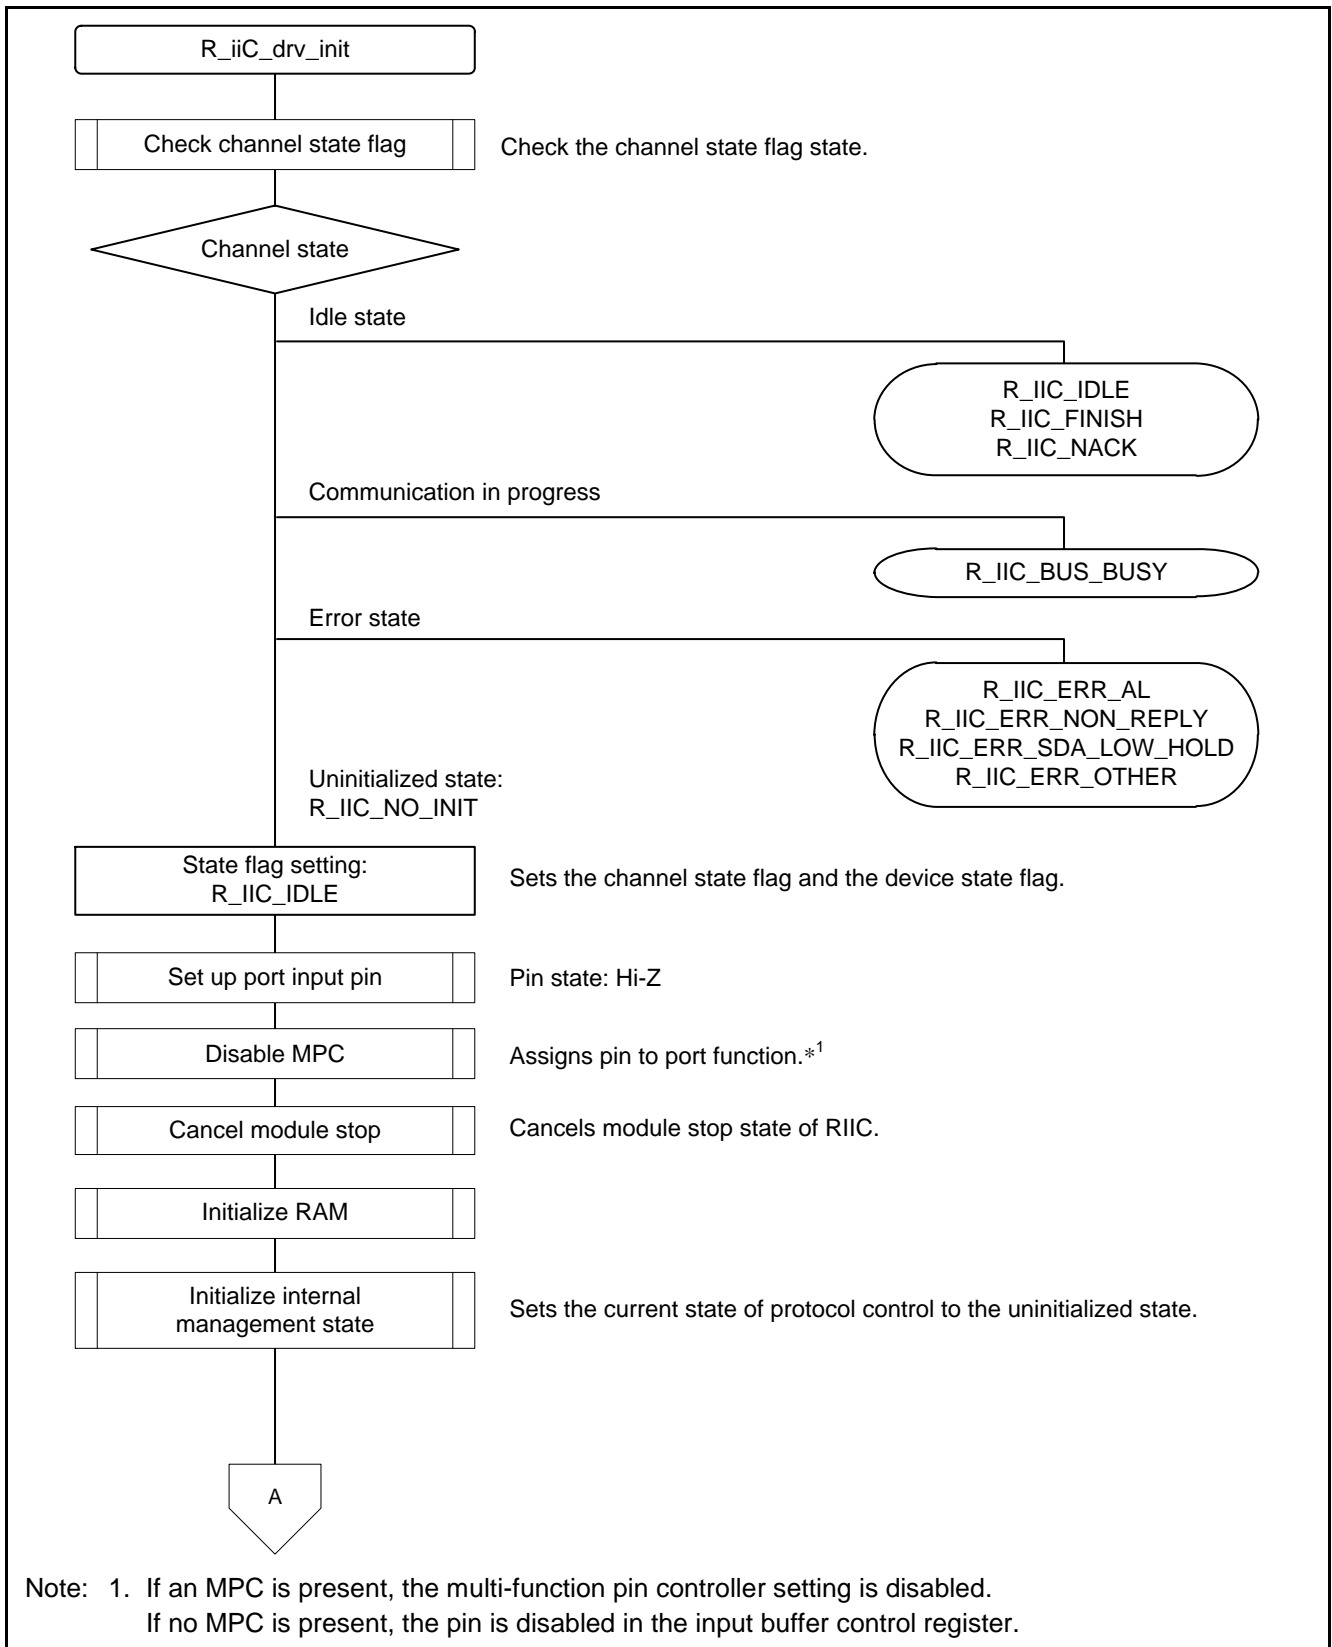 R_iiC_drv_init
Check channel state flag
Check the channel state flag state.
Channel state
Idle state
R_IIC_IDLE
R_IIC_FINISH
R_IIC_NACK
Communication in progress
R_IIC_BUS_BUSY
Error state
R_IIC_ERR_AL
R_IIC_ERR_NON_REPLY
R_IIC_ERR_SDA_LOW_HOLD
R_IIC_ERR_OTHER
Uninitialized state:
R_IIC_NO_INIT
State flag setting:
R_IIC_IDLE
Sets the channel state flag and the device state flag.
Set up port input pin
Pin state: Hi-Z
Disable MPC
Assigns pin to port function.*1
Cancel module stop
Cancels module stop state of RIIC.
Initialize RAM
Initialize internal
management state
Sets the current state of protocol control to the uninitialized state.
A
Note: 1. If an MPC is present, the multi-function pin controller setting is disabled.
If no MPC is present, the pin is disabled in the input buffer control register.